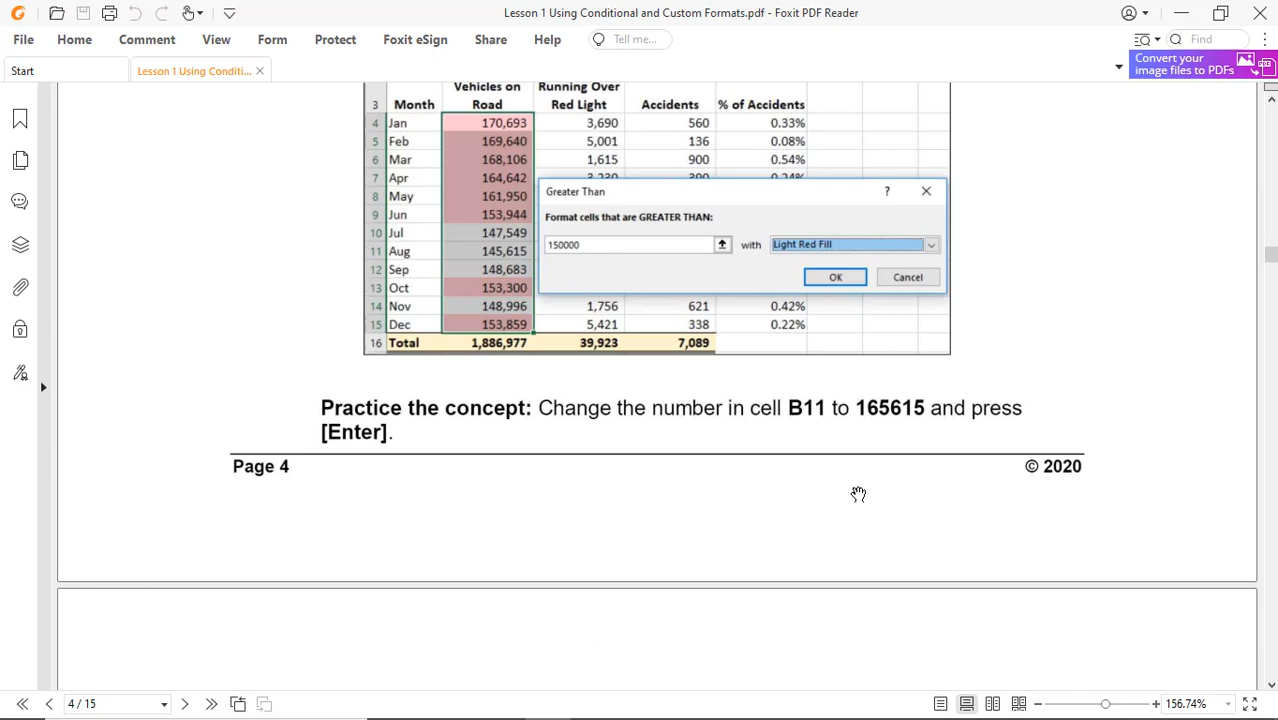 Lesson 1 Using Conditional and Custom Formats.pdf - Foxit PDF Reader
File Home Comment View Form Protect Foxit eSign Share Help Tell me... Find
Start Lesson 1 Using Conditi... Convert your
image files to PDFs
Vehicles on Running Over
3 Month Road Red Light Accidents % of Accidents
4 Jan 170,693 3,690 560 0.33%
5 Feb 169,640 5,001 136 0.08%
6 Mar 168,106 1,615 900 0.54%
7 Apr 164,642 3,230 390 0.24%
8 May 161,950 Greater Than ?
9 Jun 153,944 Format cells that are GREATER THAN:
10 Jul 147,549
11 Aug 145,615 150000 with Light Red Fill
12 Sep 148,683
13 Oct 153,300 OK Cancel
14 Nov 148,996 1,756 621 0.42%
15 Dec 153,859 5,421 338 0.22%
16 Total 1,886,977 39,923 7,089
Practice the concept: Change the number in cell B11 to 165615 and press
[Enter].
Page 4 © 2020
4 / 15 156.74%